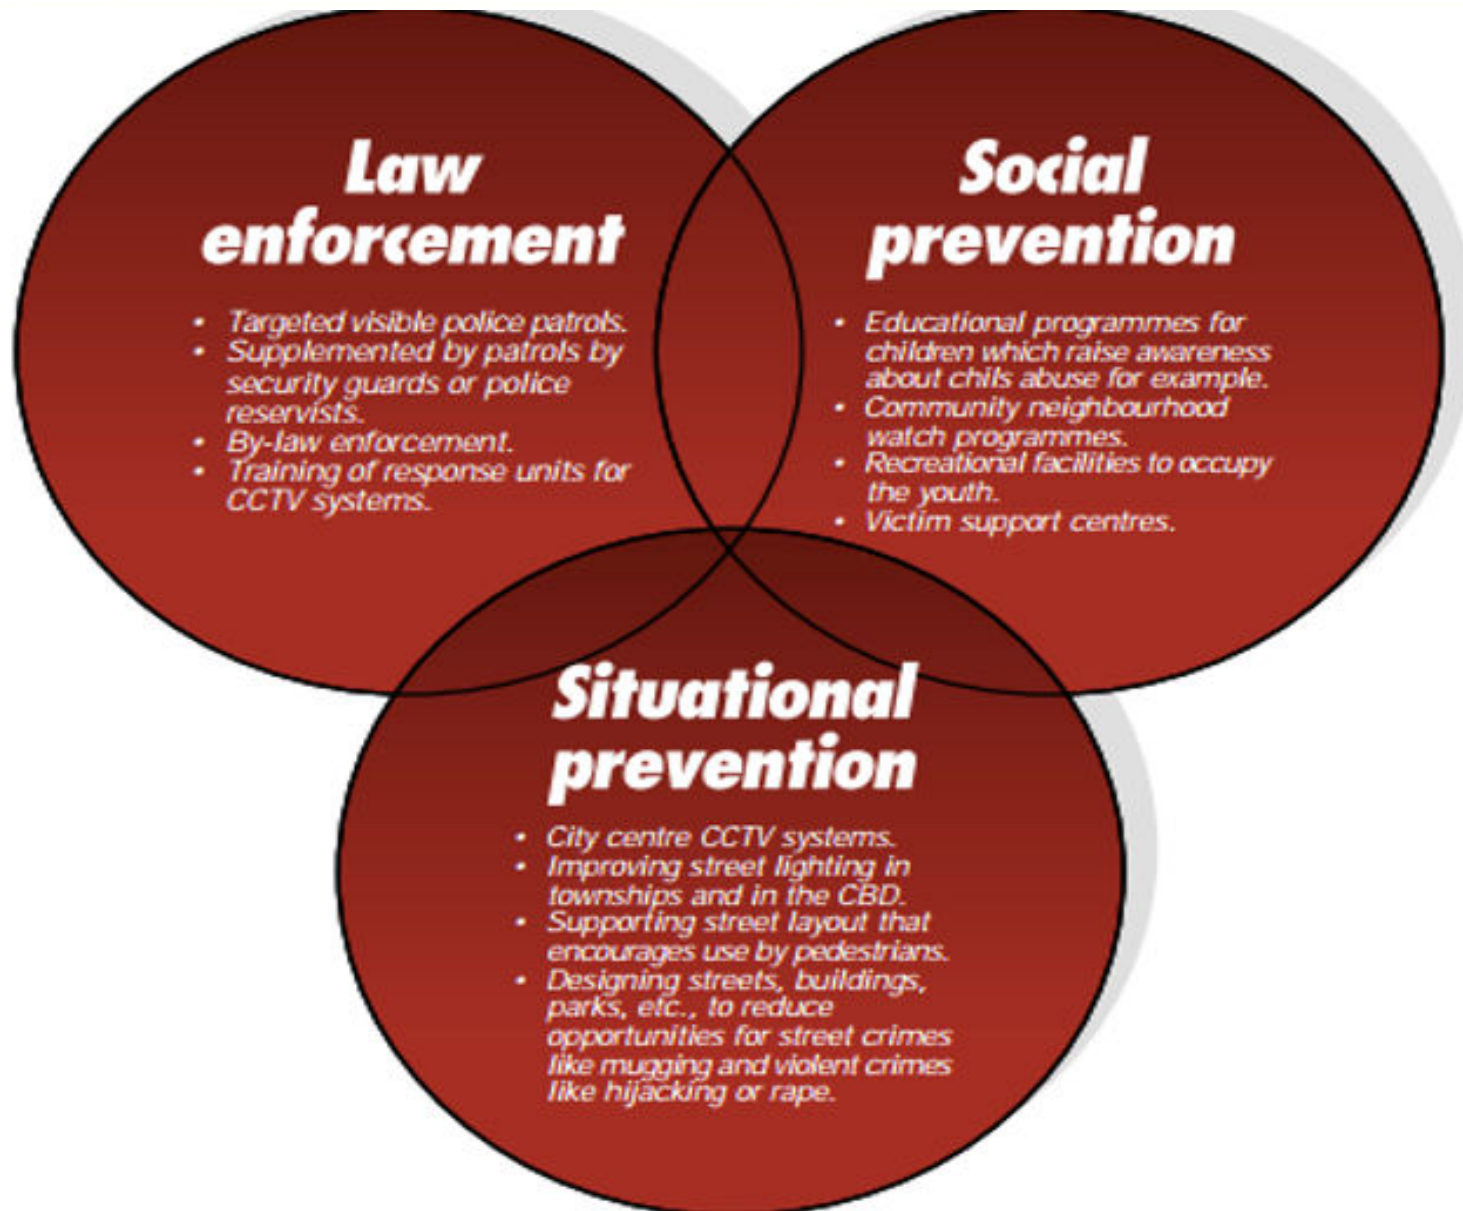 Law
enforcement
• Targeted visible police patrols.
• Supplemented by patrols by
security guards or police
reservists.
• By-law enforcement.
• Training of response units for
CCTV systems.
Social
prevention
• Educational programmes for
children which raise awareness
about chils abuse for example.
• Community neighbourhood
watch programmes.
• Recreational facilities to occupy
the youth.
• Victim support centres.
Situational
prevention
• City centre CCTV systems.
• Improving street lighting in
townships and in the CBD.
• Supporting street layout that
encourages use by pedestrians.
• Designing streets, buildings,
parks, etc., to reduce
opportunities for street crimes
like mugging and violent crimes
like hijacking or rape.